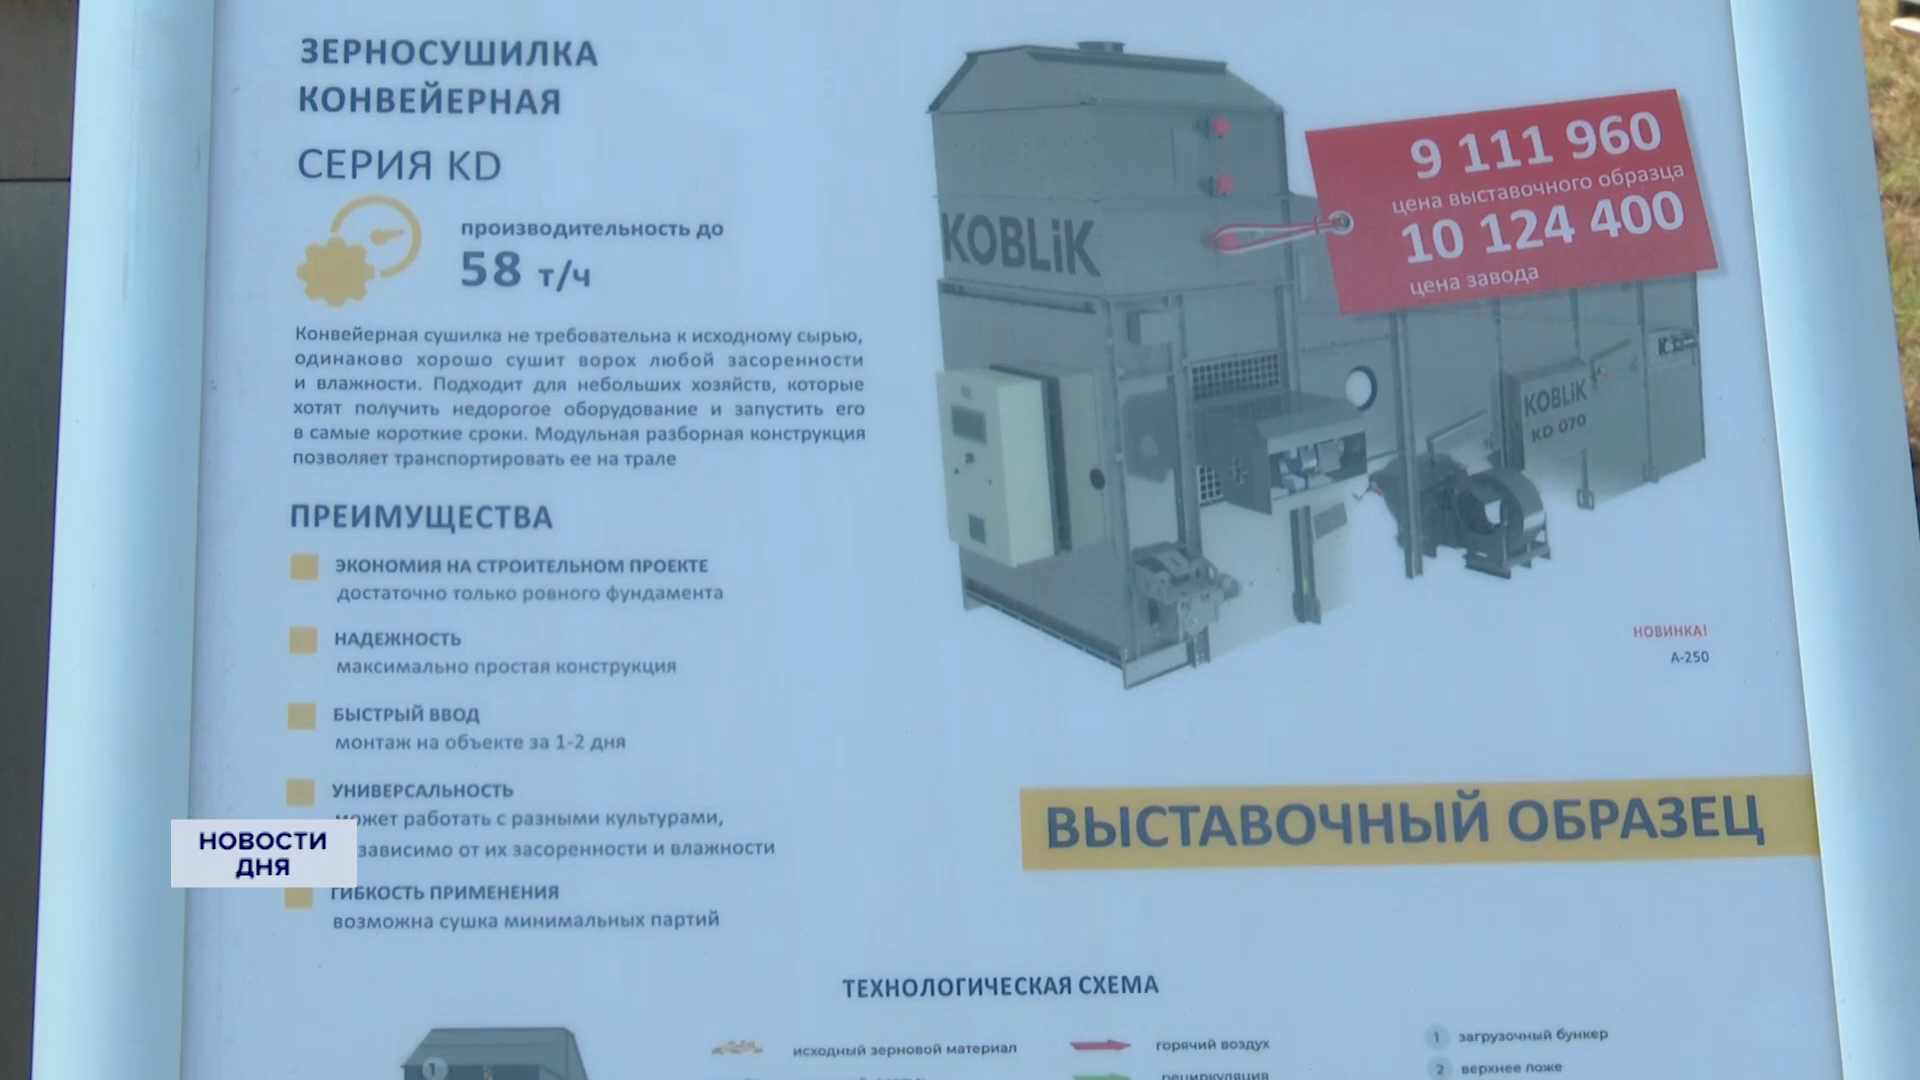 ЗЕРНОСУШИЛКА
КОНВЕЙЕРНАЯ
СЕРИЯ KD
производительность до
58 т/ч
Конвейерная сушилка не требовательна к исходному сырью,
одинаково хорошо сушит ворох любой засоренности
и влажности. Подходит для небольших хозяйств, которые
хотят получить недорогое оборудование и запустить его
в самые короткие сроки. Модульная разборная конструкция
позволяет транспортировать ее на трале
ПРЕИМУЩЕСТВА
ЭКОНОМИЯ НА СТРОИТЕЛЬНОМ ПРОЕКТЕ
достаточно только ровного фундамента
НАДЕЖНОСТЬ
максимально простая конструкция
БЫСТРЫЙ ВВОД
монтаж на объекте за 1-2 дня
УНИВЕРСАЛЬНОСТЬ
может работать с разными культурами,
зависимо от их засоренности и влажности
ГИБКОСТЬ ПРИМЕНЕНИЯ
возможна сушка минимальных партий
НОВОСТИ
ДНЯ
9 111 960
цена выставочного образца
10 124 400
цена завода
KOBLiK
KOBLiK
KD 070
НОВИНКА!
А-250
ВЫСТАВОЧНЫЙ ОБРАЗЕЦ
ТЕХНОЛОГИЧЕСКАЯ СХЕМА
1
исходный зерновой материал
горячий воздух
рециркуляция
1 загрузочный бункер
2 верхнее ложе